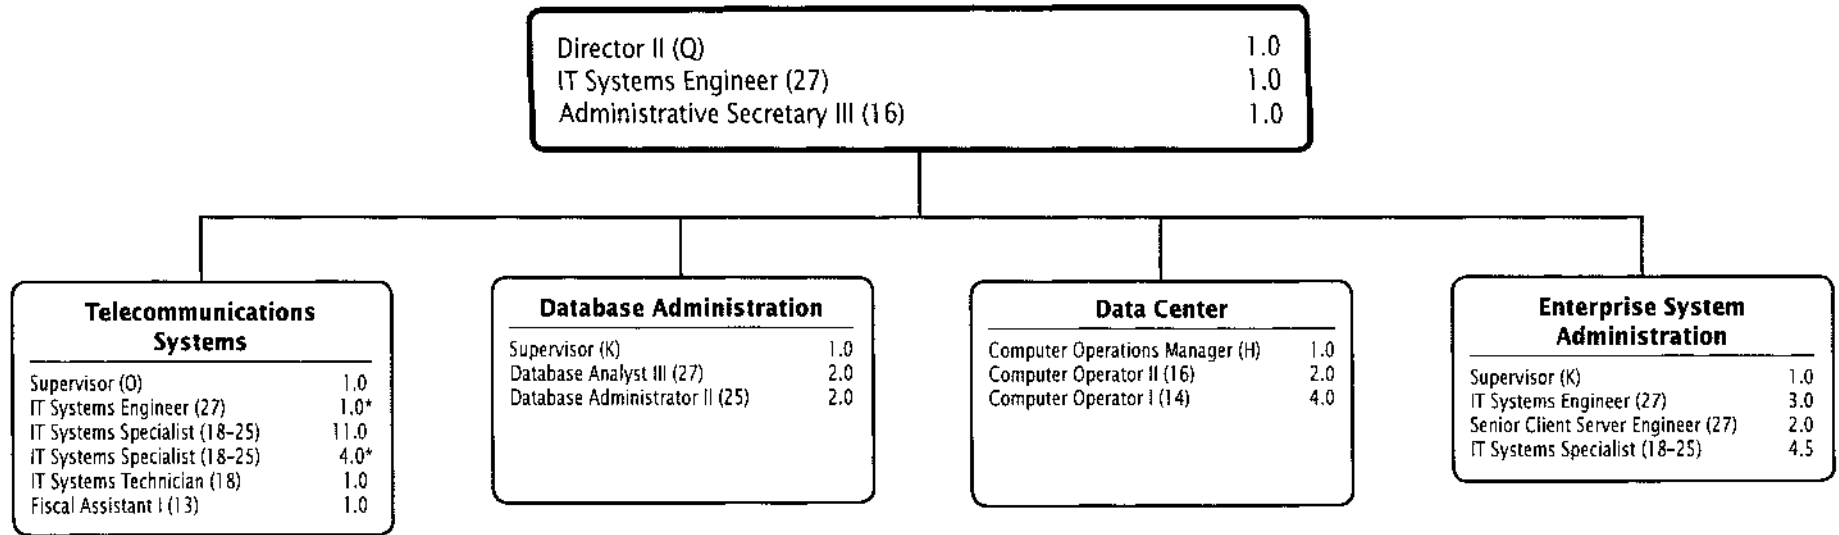 Director II (Q) 1.0
IT Systems Engineer (27) 1.0
Administrative Secretary III (16) 1.0
Telecommunications
Systems
Supervisor (O) 1.0
IT Systems Engineer (27) 1.0*
IT Systems Specialist (18-25) 11.0
IT Systems Specialist (18-25) 4.0*
IT Systems Technician (18) 1.0
Fiscal Assistant I (13) 1.0
Database Administration
Supervisor (K) 1.0
Database Analyst III (27) 2.0
Database Administrator II (25) 2.0
Data Center
Computer Operations Manager (H) 1.0
Computer Operator II (16) 2.0
Computer Operator I (14) 4.0
Enterprise System
Administration
Supervisor (K) 1.0
IT Systems Engineer (27) 3.0
Senior Client Server Engineer (27) 2.0
IT Systems Specialist (18-25) 4.5